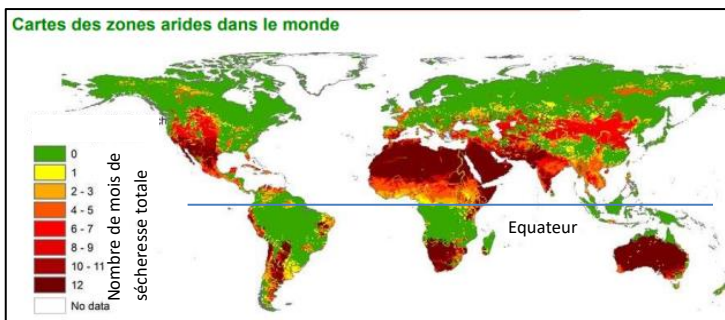 Cartes des zones arides dans le monde
Nombre de mois de
sécheresse totale
0
1
2 - 3
4 - 5
6 - 7
8 - 9
10 - 11
12
No data
Equateur